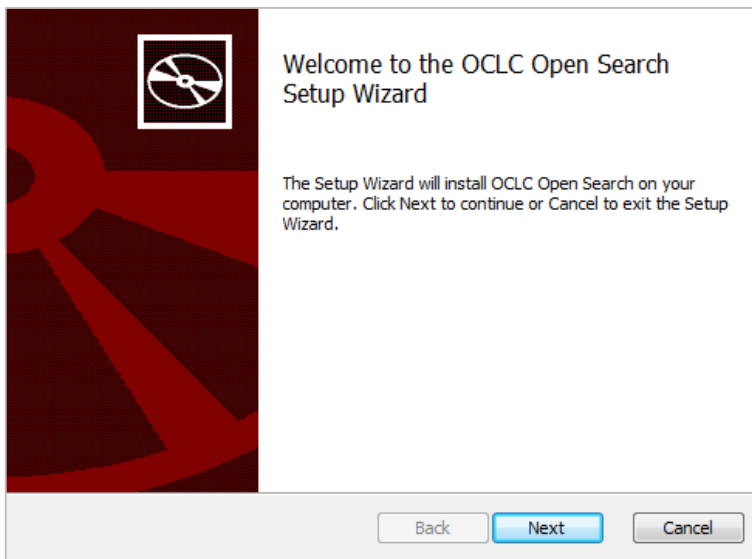 Welcome to the OCLC Open Search
Setup Wizard
The Setup Wizard will install OCLC Open Search on your
computer. Click Next to continue or Cancel to exit the Setup
Wizard.
Back
Next
Cancel